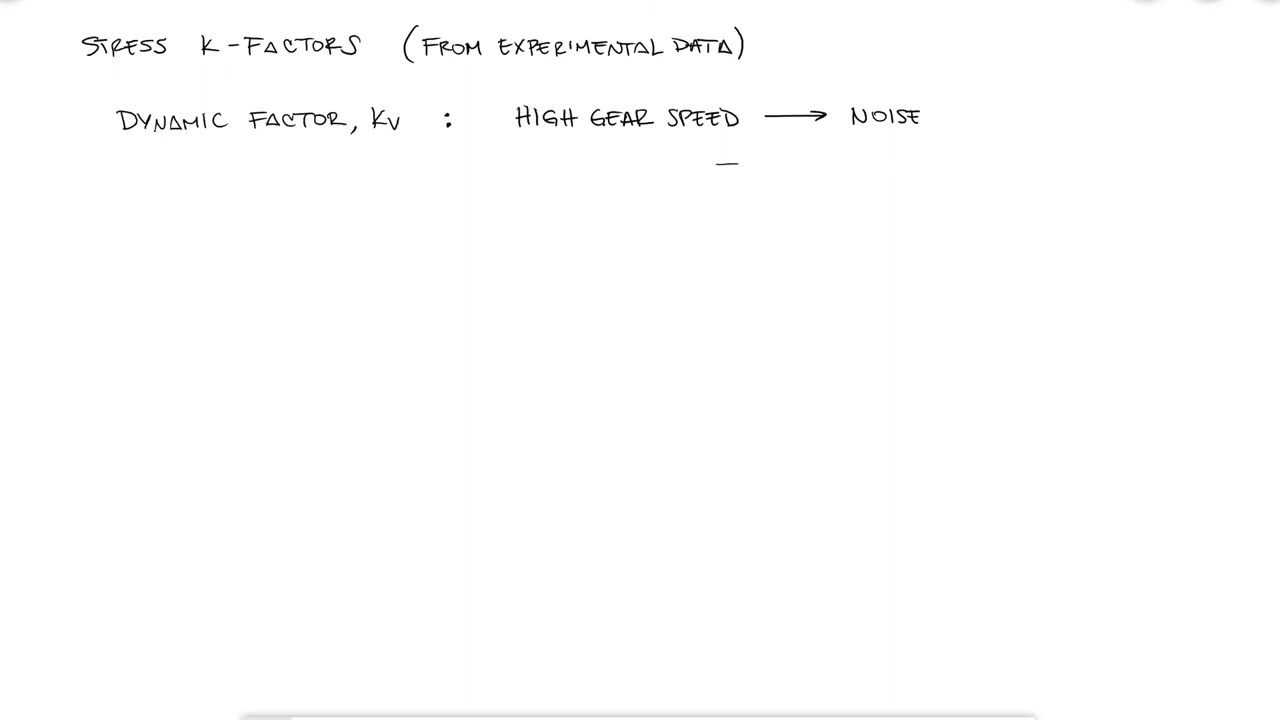 STRESS K-FACTORS (FROM EXPERIMENTAL DATA)
DYNAMIC FACTOR, KV : HIGH GEAR SPEED → NOISE